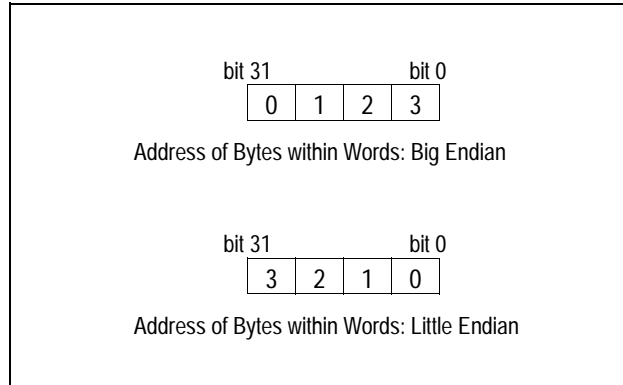 bit 31 bit 0
0 1 2 3
Address of Bytes within Words: Big Endian
bit 31 bit 0
3 2 1 0
Address of Bytes within Words: Little Endian